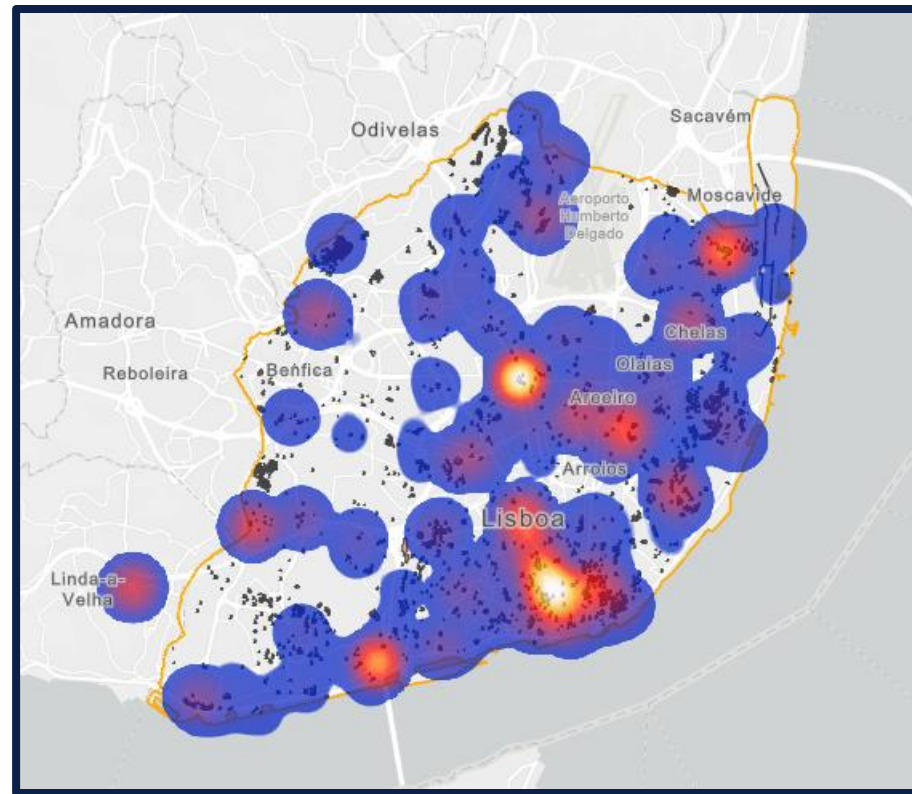 Odivelas
Sacavém
Moscavide
Aeroporto
Humberto
Delgado
Amadora
Chelas
Reboleira
Benfica
Olaias
Areeiro
Arroios
Lisboa
Linda-a-
Velha